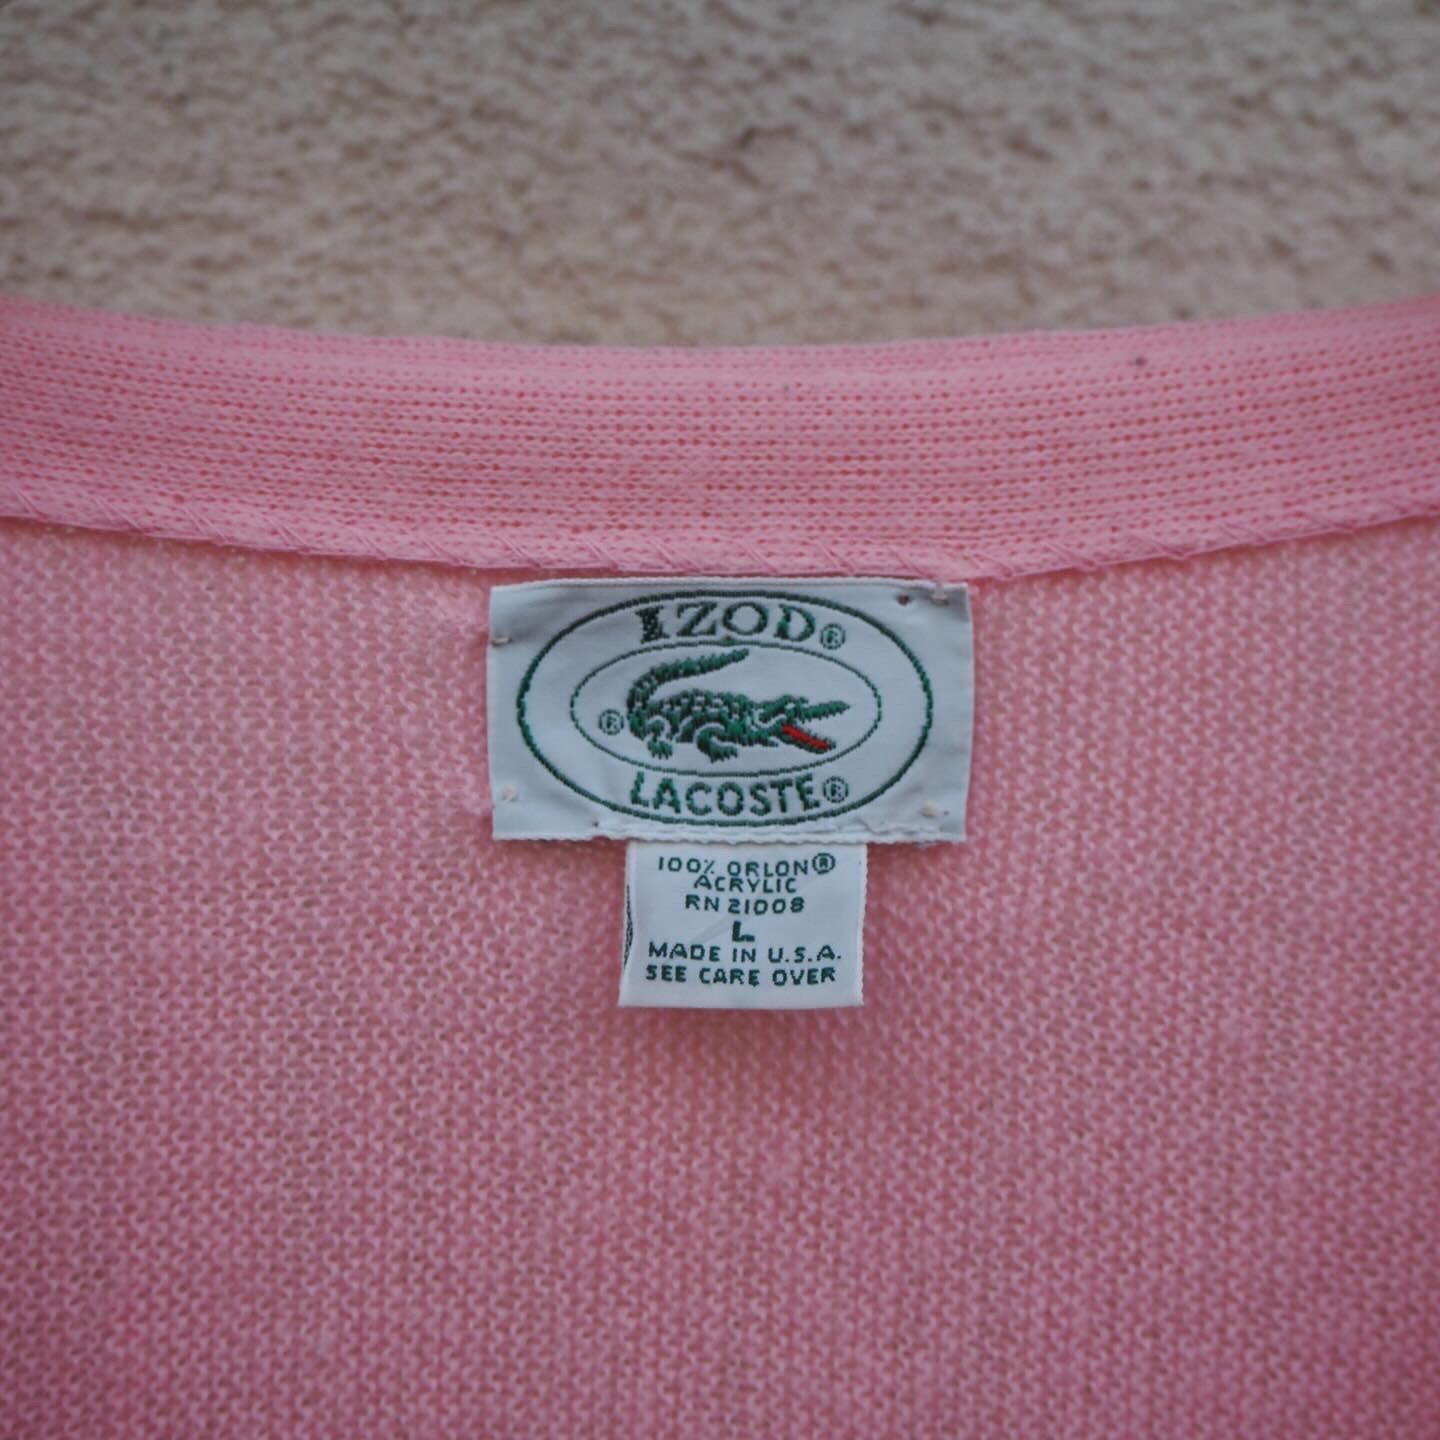 IZOD®
®
LACOSTE®
100% ORLON®
ACRYLIC
RN 21008
L
MADE IN U.S.A.
SEE CARE OVER